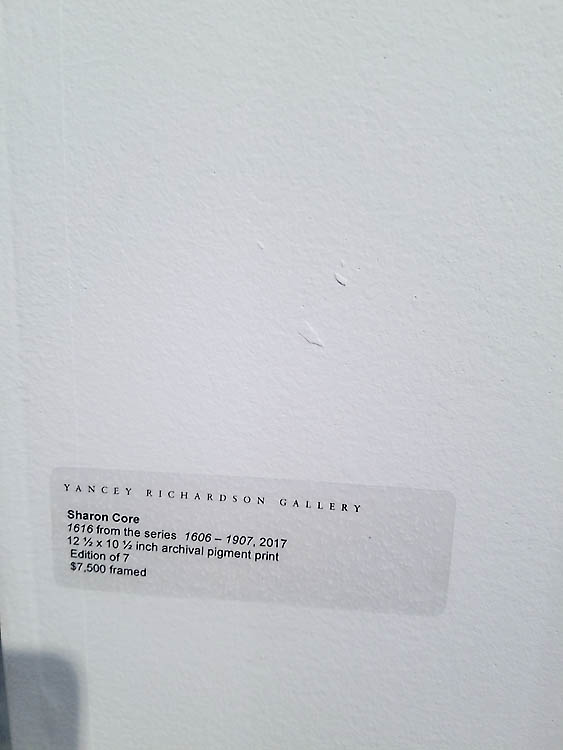 YANCEY RICHARDSON GALLERY
Sharon Core
1616 from the series 1606 – 1907, 2017
12 ½ x 10 ½ inch archival pigment print
Edition of 7
$7,500 framed